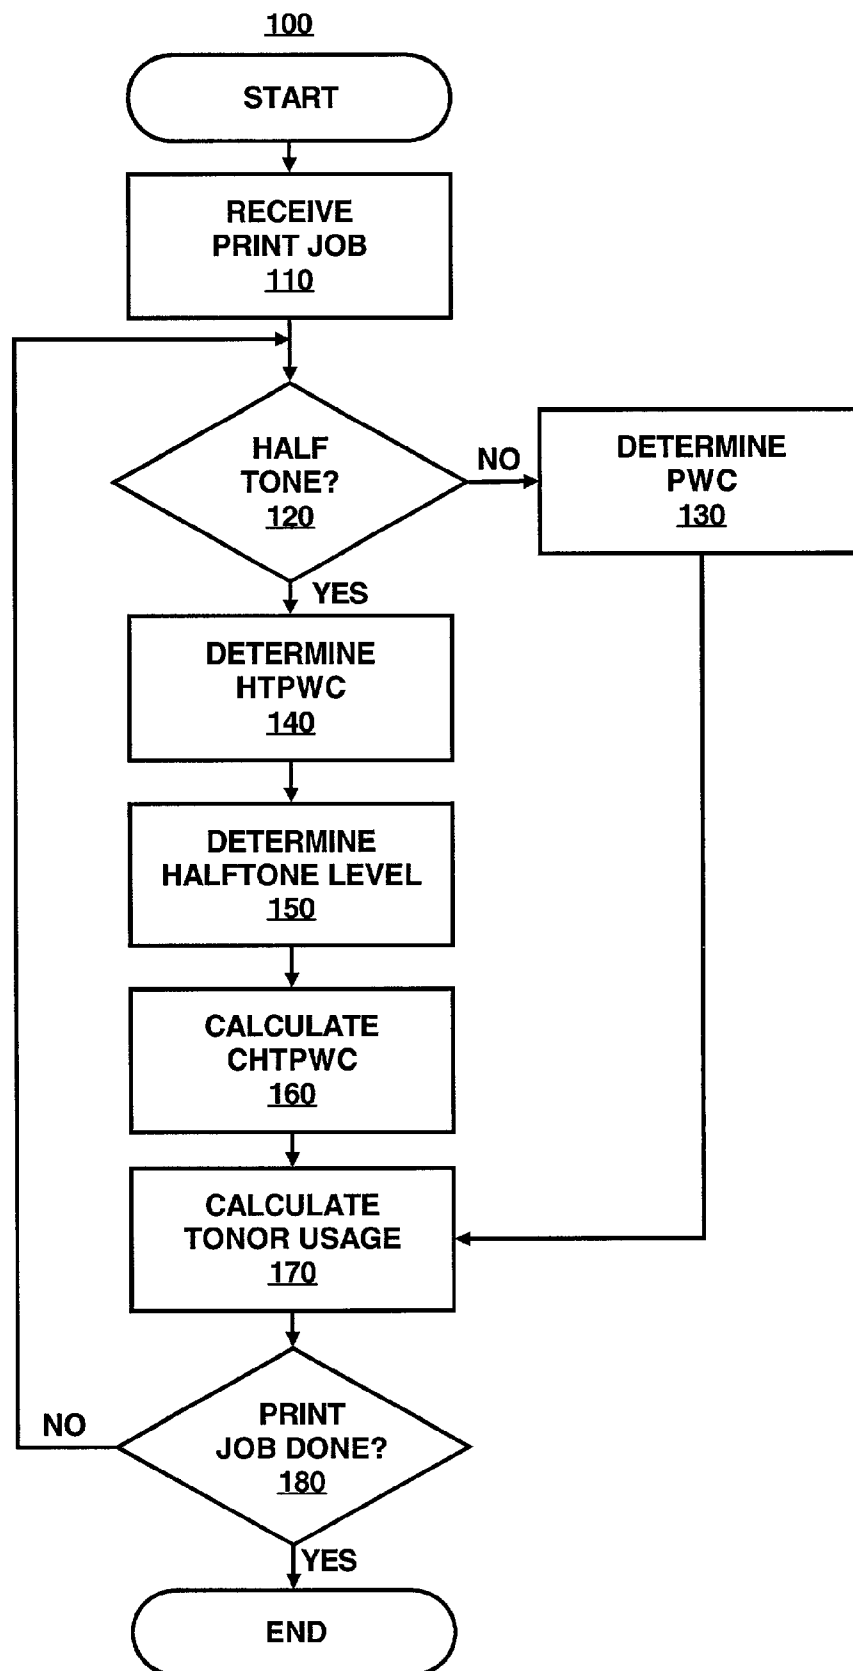 100
START
RECEIVE
PRINT JOB
110
HALF
TONE?
120
NO
DETERMINE
PWC
130
YES
DETERMINE
HTPWC
140
DETERMINE
HALFTONE LEVEL
150
CALCULATE
CHTPWC
160
CALCULATE
TONOR USAGE
170
NO
PRINT
JOB DONE?
180
YES
END